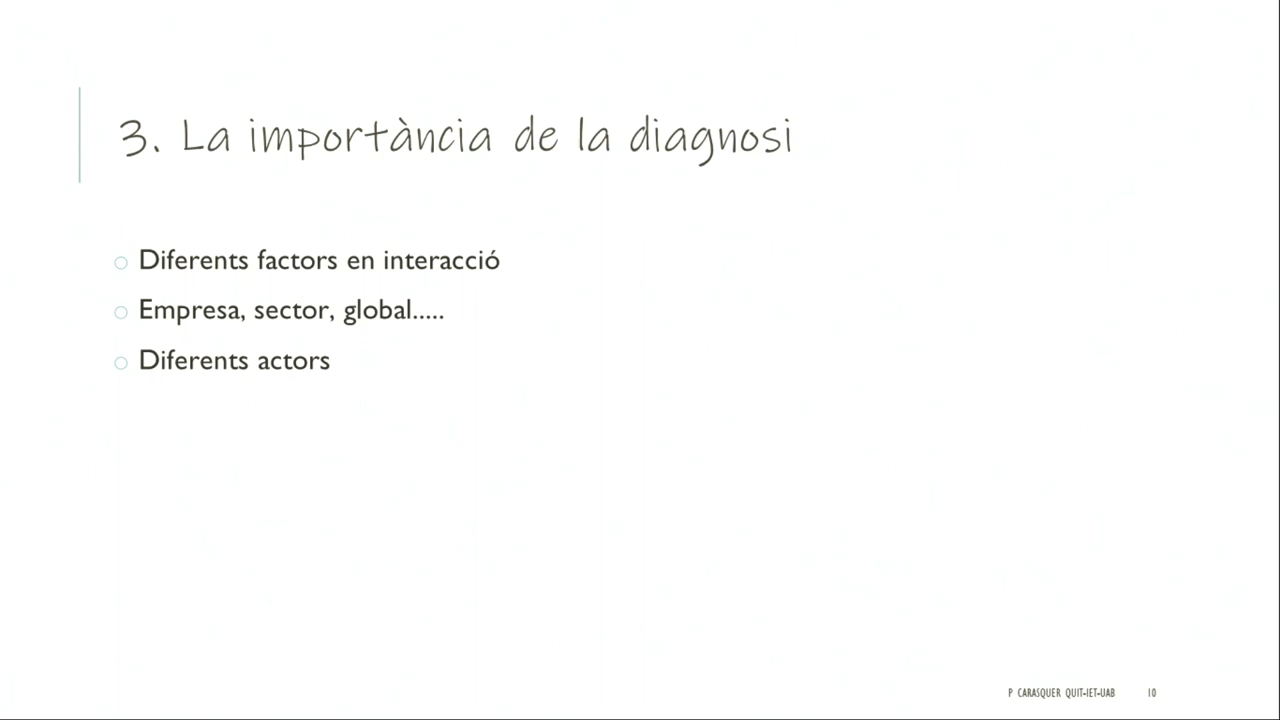 3. La importància de la diagnosi
Diferents factors en interacció
Empresa, sector, global.....
Diferents actors
P CARASQUER QUIT-IET-UAB 10